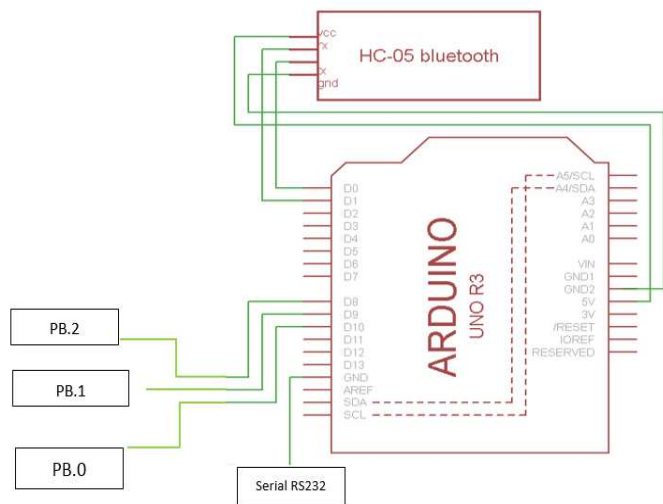 vcc
rx
HC-05 bluetooth
tx
gnd
ARDUINO
UNO R3
D0
D1
D2
D3
D4
D5
D6
D7
D8
D9
D10
D11
D12
D13
GND
AREF
SDA
SCL
A5/SCL
A4/SDA
A3
A2
A1
A0
VIN
GND1
GND2
5V
3V
/RESET
IOREF
RESERVED
PB.2
PB.1
PB.0
Serial RS232